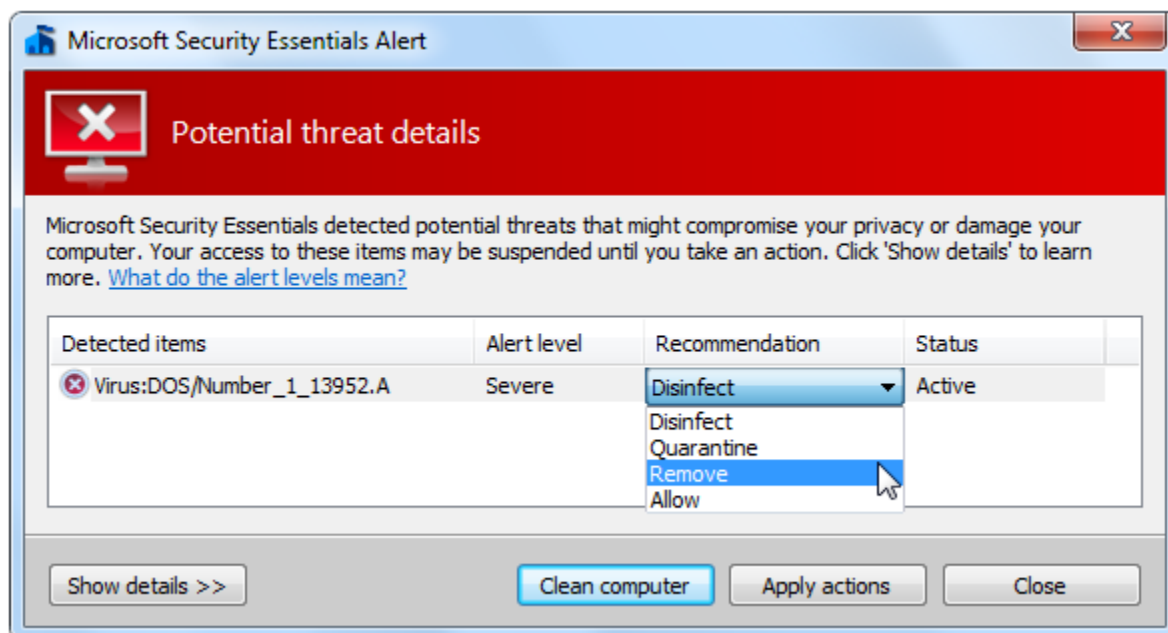 Microsoft Security Essentials Alert
Potential threat details
Microsoft Security Essentials detected potential threats that might compromise your privacy or damage your
computer. Your access to these items may be suspended until you take an action. Click 'Show details' to learn
more. What do the alert levels mean?
Detected items Alert level Recommendation Status
Virus:DOS/Number_1_13952.A Severe Disinfect Active
Disinfect
Quarantine
Remove
Allow
Show details >> Clean computer Apply actions Close